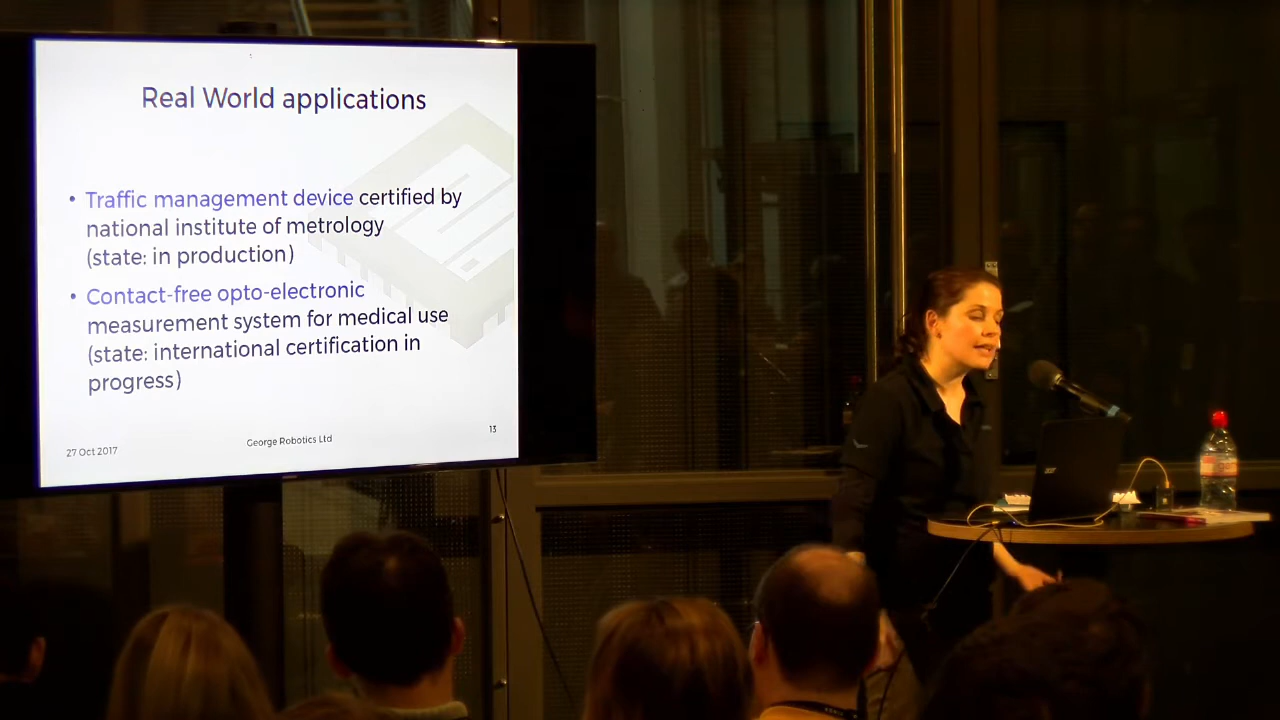 Real World applications
• Traffic management device certified by
national institute of metrology
(state: in production)
• Contact-free opto-electronic
measurement system for medical use
(state: international certification in
progress)
27 Oct 2017
George Robotics Ltd
13
acer